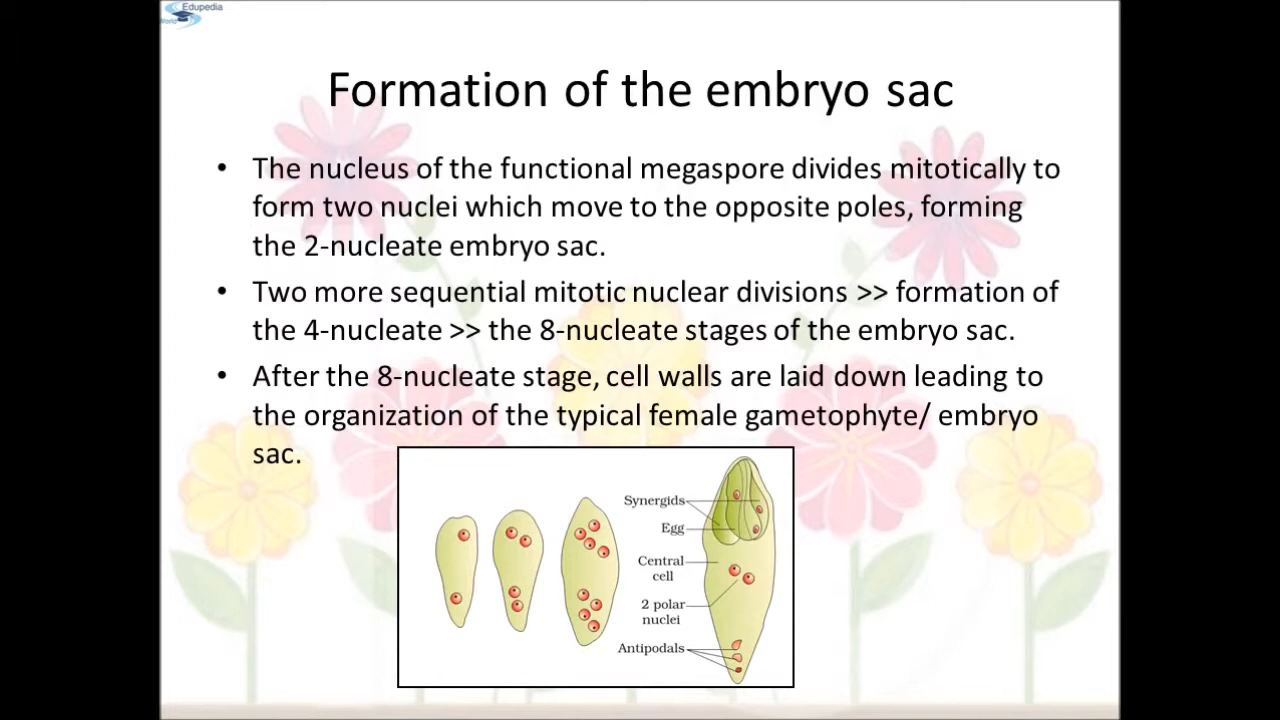 Edupedia
World
Formation of the embryo sac
• The nucleus of the functional megaspore divides mitotically to
form two nuclei which move to the opposite poles, forming
the 2-nucleate embryo sac.
• Two more sequential mitotic nuclear divisions >> formation of
the 4-nucleate >> the 8-nucleate stages of the embryo sac.
• After the 8-nucleate stage, cell walls are laid down leading to
the organization of the typical female gametophyte/ embryo
sac.
Synergids
Egg
Central
cell
2 polar
nuclei
Antipodals